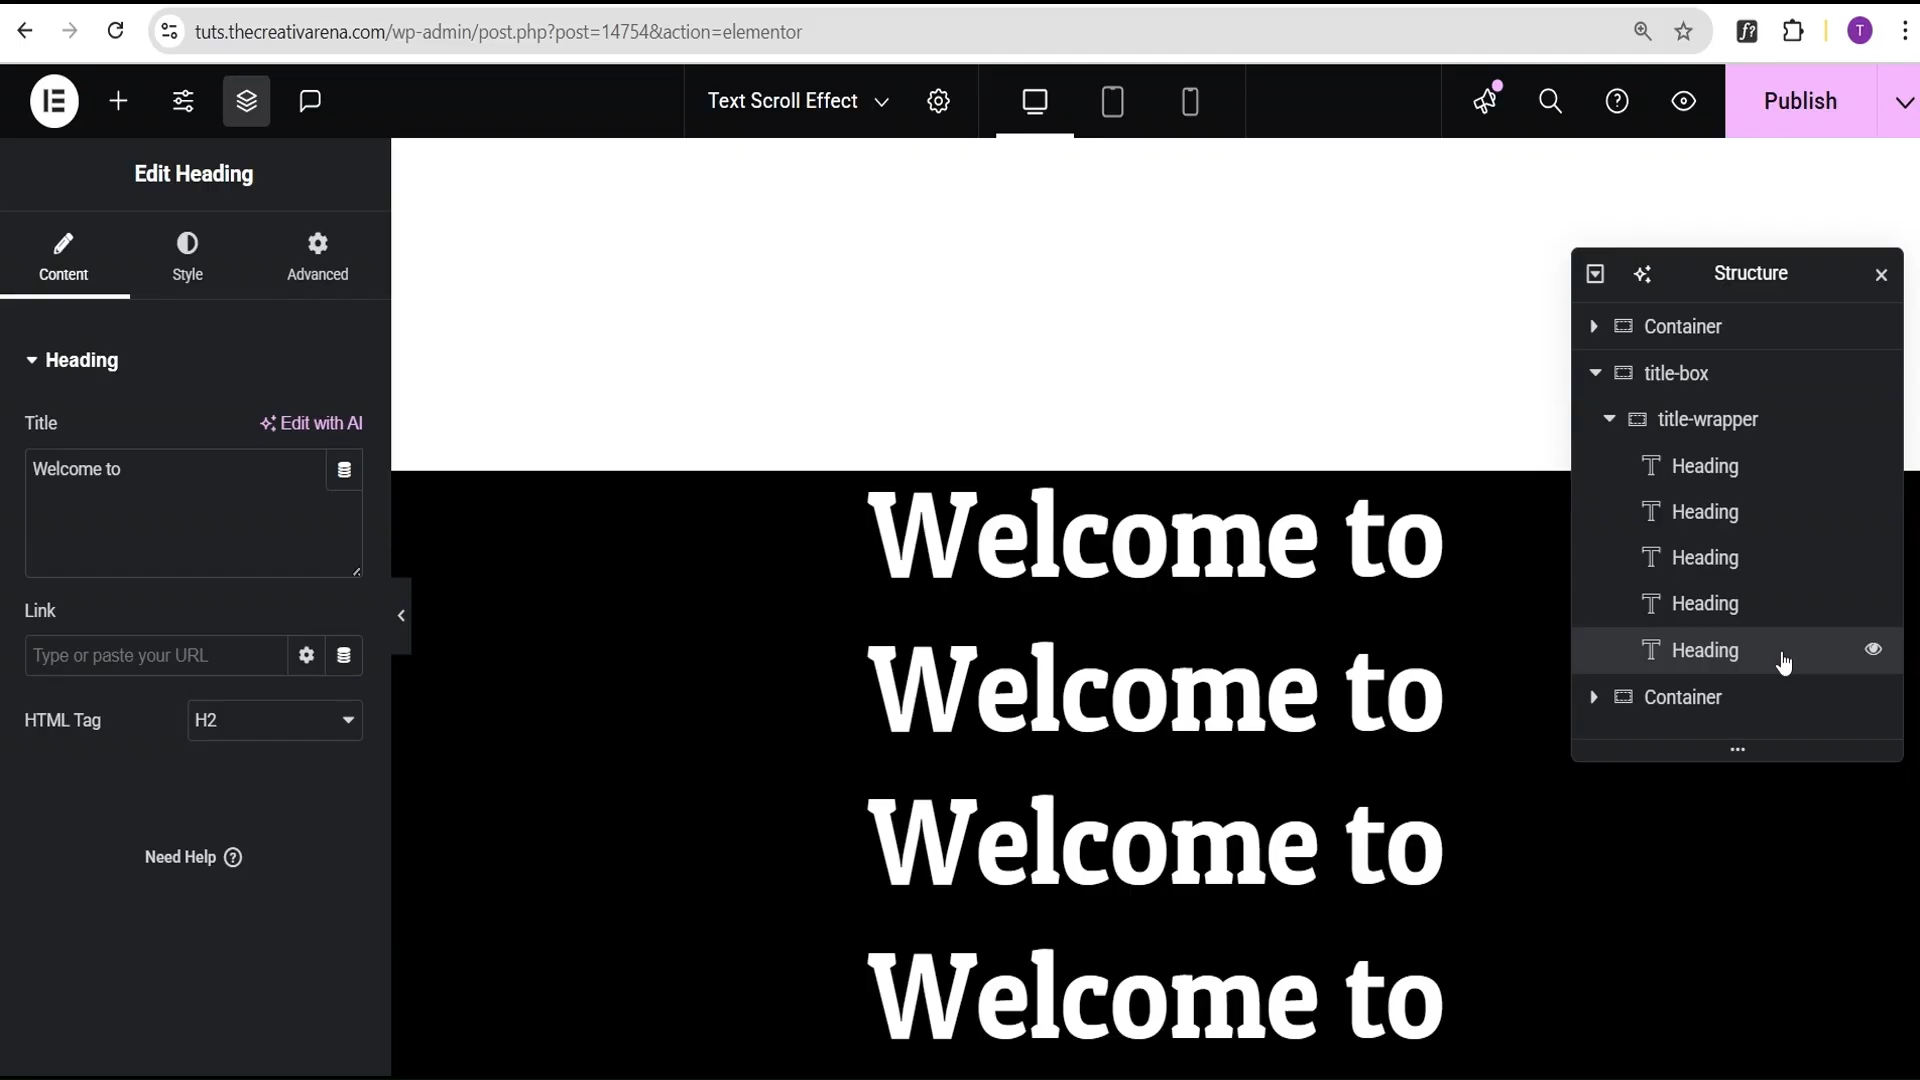 tuts.thecreativarena.com/wp-admin/post.php?post=14754&action=elementor
f?
T
Text Scroll Effect
Publish
Edit Heading
Content
Style
Advanced
Heading
Title
Edit with AI
Welcome to
Link
Type or paste your URL
HTML Tag
H2
Need Help ?
Welcome to
Welcome to
Welcome to
Welcome to
Structure
Container
title-box
title-wrapper
Heading
Heading
Heading
Heading
Heading
Container